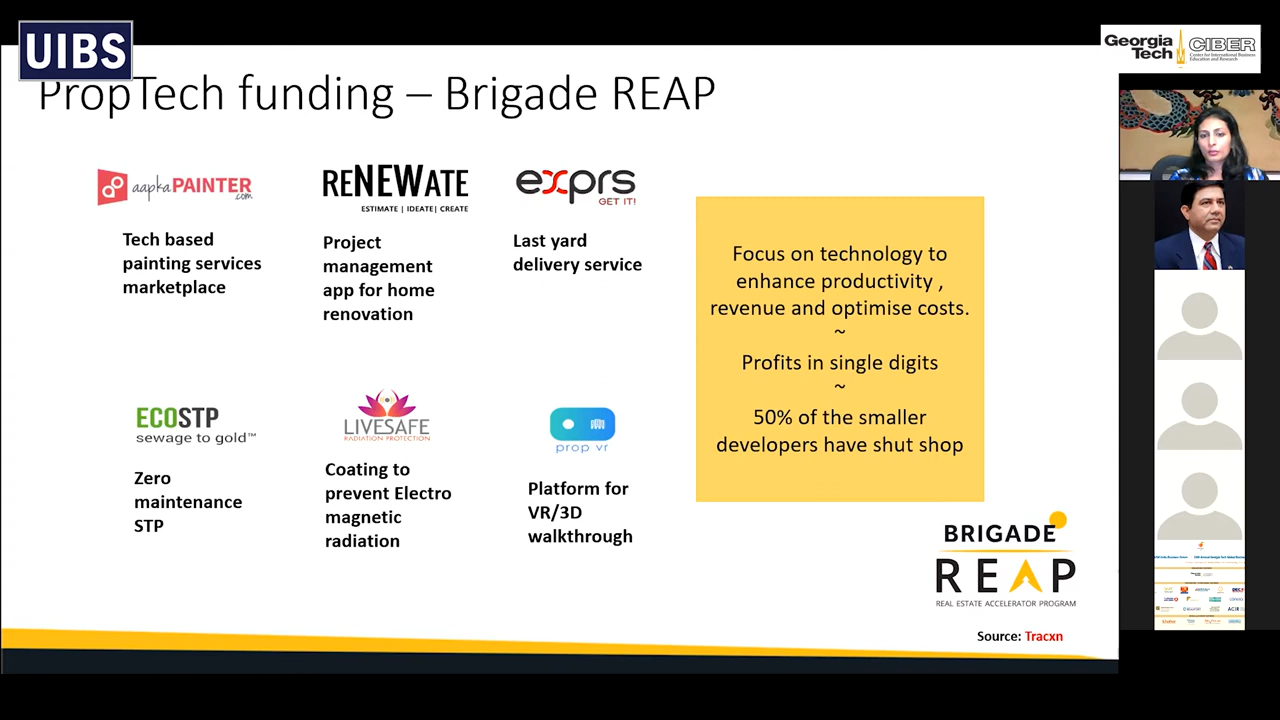 UIBS
Georgia Tech
CIBER
Center for International Business
Education and Research
PropTech funding – Brigade REAP
aapkaPAINTER
.com
Tech based
painting services
marketplace
RENEWATE
ESTIMATE | IDEATE| CREATE
Project
management
app for home
renovation
exprs
GET IT!
Last yard
delivery service
ECOSTP
sewage to gold™
Zero
maintenance
STP
LIVESAFE
RADIATION PROTECTION
Coating to
prevent Electro
magnetic
radiation
prop vr
Platform for
VR/3D
walkthrough
Focus on technology to
enhance productivity ,
revenue and optimise costs.
~
Profits in single digits
~
50% of the smaller
developers have shut shop
BRIGADE
REAP
REAL ESTATE ACCELERATOR PROGRAM
Source: Tracxn